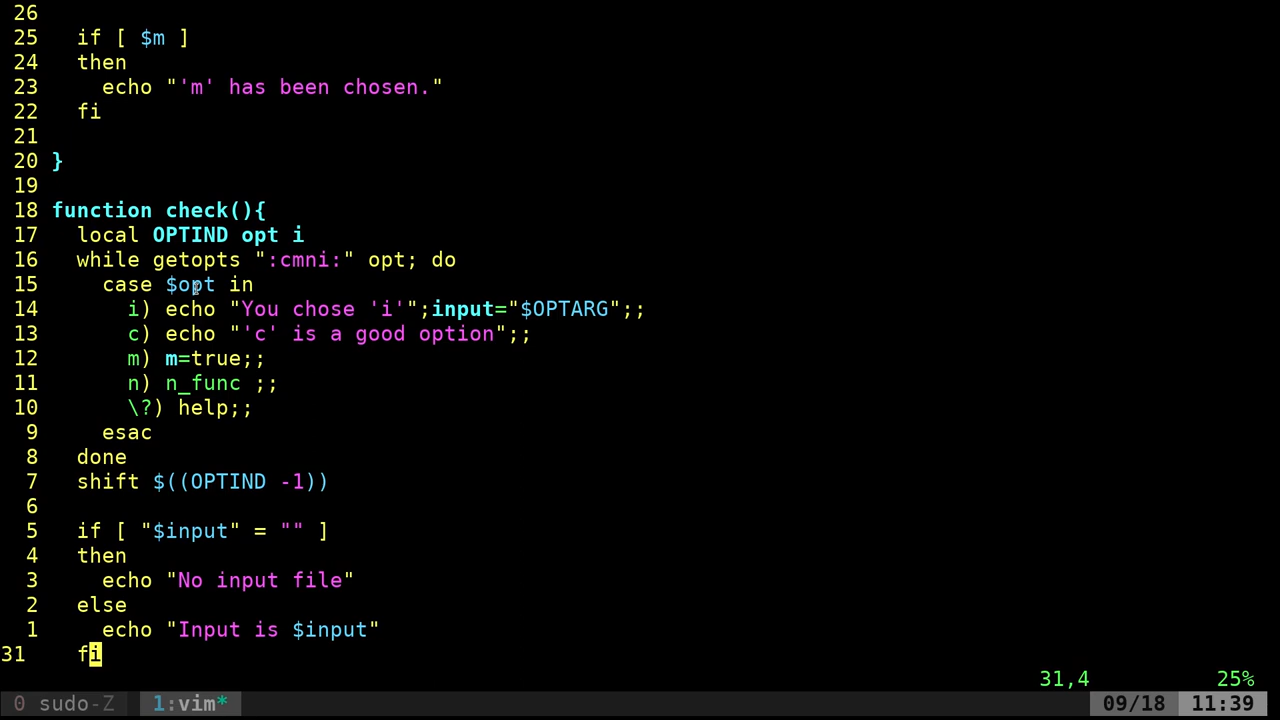 26
25   if [ $m ]
24   then
23     echo "'m' has been chosen."
22   fi
21
20 }
19
18 function check(){
17   local OPTIND opt i
16   while getopts ":cmni:" opt; do
15     case $opt in
14       i) echo "You chose 'i'";input="$OPTARG";;
13       c) echo "'c' is a good option";;
12       m) m=true;;
11       n) n_func ;;
10       \?) help;;
9     esac
8   done
7   shift $((OPTIND -1))
6
5   if [ "$input" = "" ]
4   then
3     echo "No input file"
2   else
1     echo "Input is $input"
31   fi
31,4 25%
0 sudo-Z 1:vim* 09/18 11:39